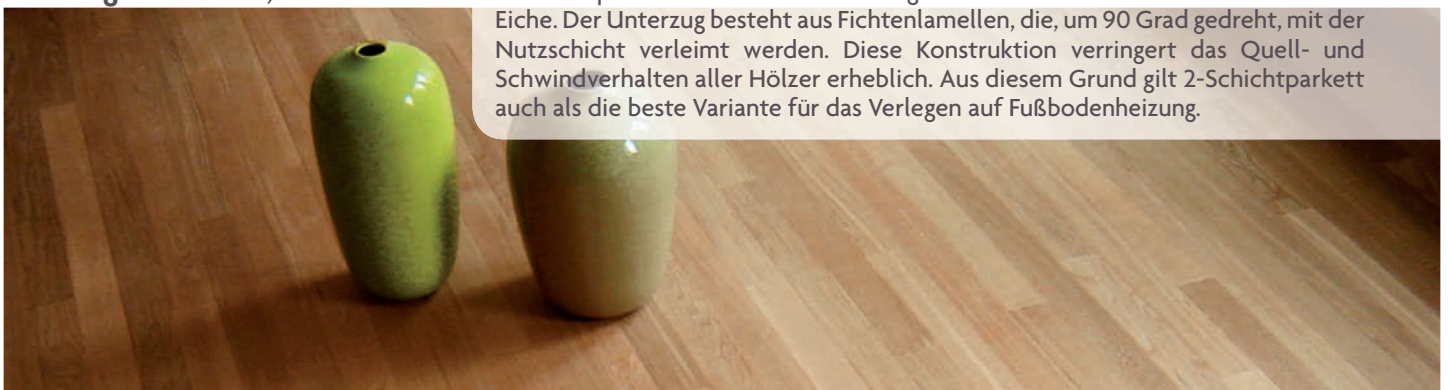 Eiche. Der Unterzug besteht aus Fichtenlamellen, die, um 90 Grad gedreht, mit der
Nutzschicht verleimt werden. Diese Konstruktion verringert das Quell- und
Schwindverhalten aller Hölzer erheblich. Aus diesem Grund gilt 2-Schichtparkett
auch als die beste Variante für das Verlegen auf Fußbodenheizung.